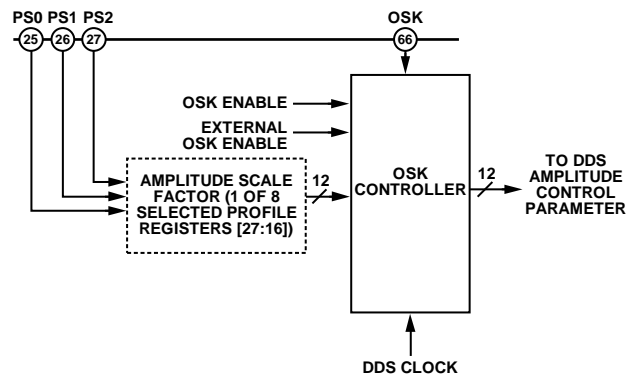 PS0 PS1 PS2 OSK
25 26 27 66
OSK ENABLE
EXTERNAL
OSK ENABLE
AMPLITUDE SCALE
FACTOR (1 OF 8
SELECTED PROFILE
REGISTERS [27:16])
12
OSK
CONTROLLER
12
TO DDS
AMPLITUDE
CONTROL
PARAMETER
DDS CLOCK